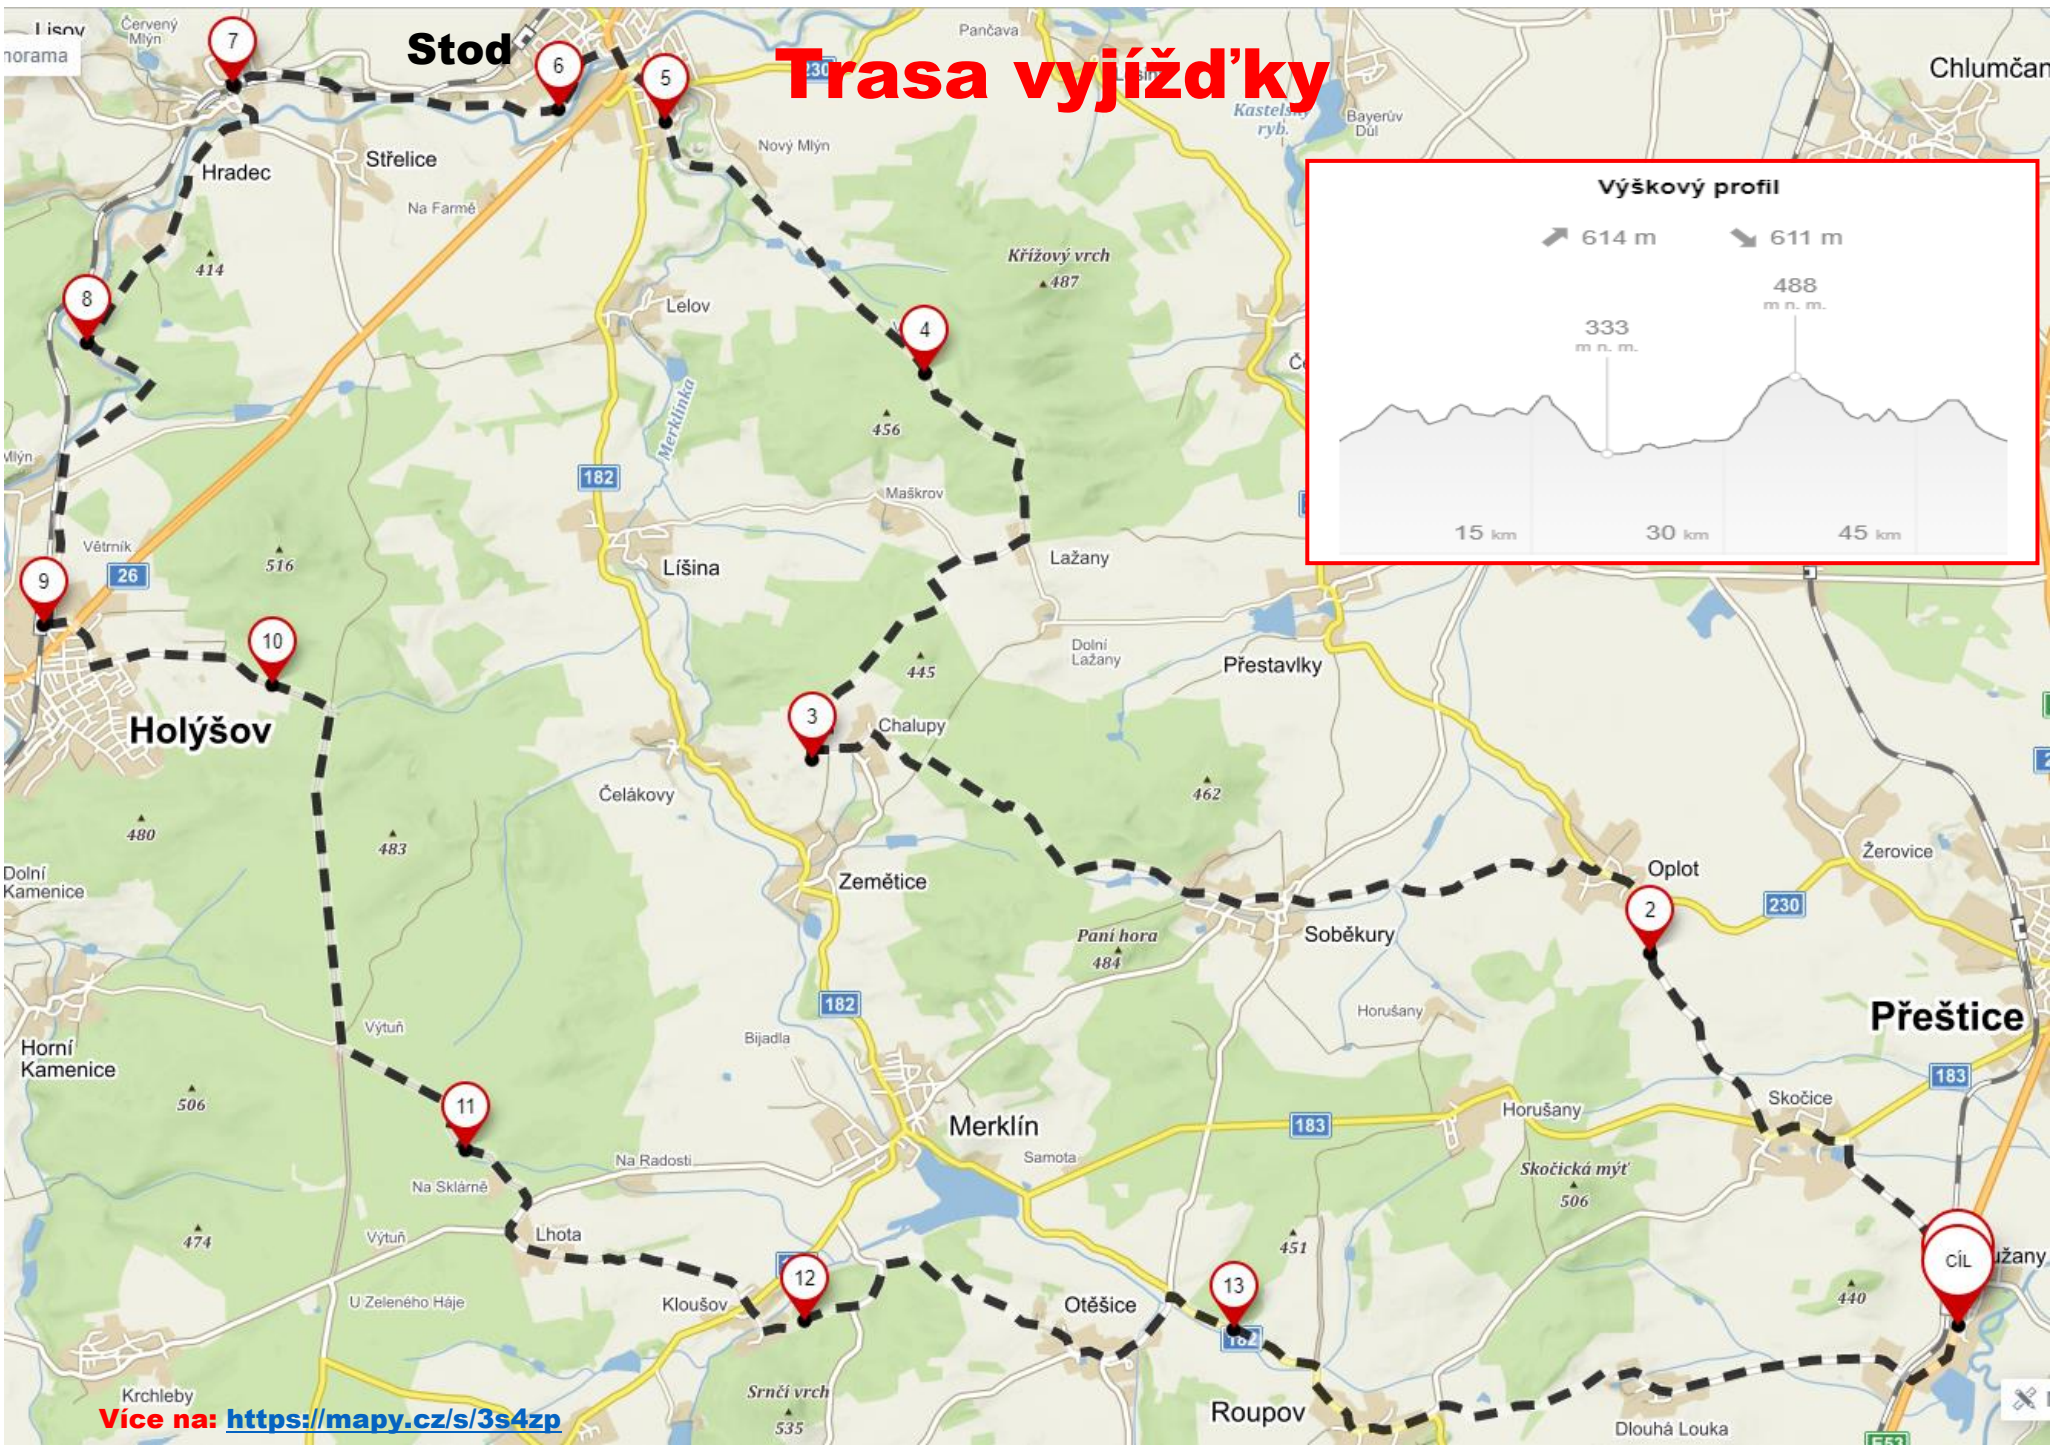 Lisov
Červený
Mlýn
norama
7
Stod
6
5
230
Trasa vyjížďky
Pančava
Chlumčan
Kastelský
ryb.
Bayerův
Důl
Nový Mlýn
Střelice
Hradec
Na Farmě
Výškový profil
614 m
611 m
488
m n. m.
333
m n. m.
15 km
30 km
45 km
Křížový vrch
487
414
8
Lelov
4
Merklínka
456
Mlýn
182
Maškrov
Větrník
26
516
Líšina
Lažany
9
10
Dolní
Lažany
445
Přestavlky
Holýšov
3
Chalupy
Čelákovy
462
480
483
Žerovice
Dolní
Kamenice
Zemětice
Oplot
2
230
Soběkury
Paní hora
484
182
Horušany
Přeštice
Výtuň
Bijadla
Horní
Kamenice
506
183
11
Skočice
Merklín
183
Horušany
Samota
Na Radosti
Skočická mýť
506
Na Sklárně
474
Výtuň
Lhota
451
CÍL
užany
12
13
U Zeleného Háje
Kloušov
Otěšice
440
182
Krchleby
Srnčí vrch
535
Roupov
Dlouhá Louka
Více na: https://mapy.cz/s/3s4zp
E53